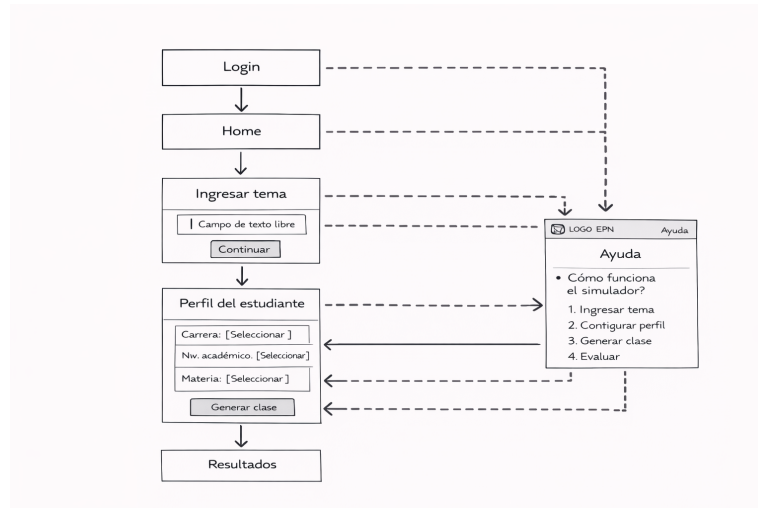 Login
Home
Ingresar tema
Campo de texto libre
Continuar
Perfil del estudiante
Carrera: [Seleccionar ]
Niv. académico. [Seleccionar]
Materia: [Seleccionar ]
Generar clase
Resultados
LOGO EPN Ayuda
Ayuda
• Cómo funciona
el simulador?
1. Ingresar tema
2. Contigurar perfil
3. Generar clase
4. Evaluar